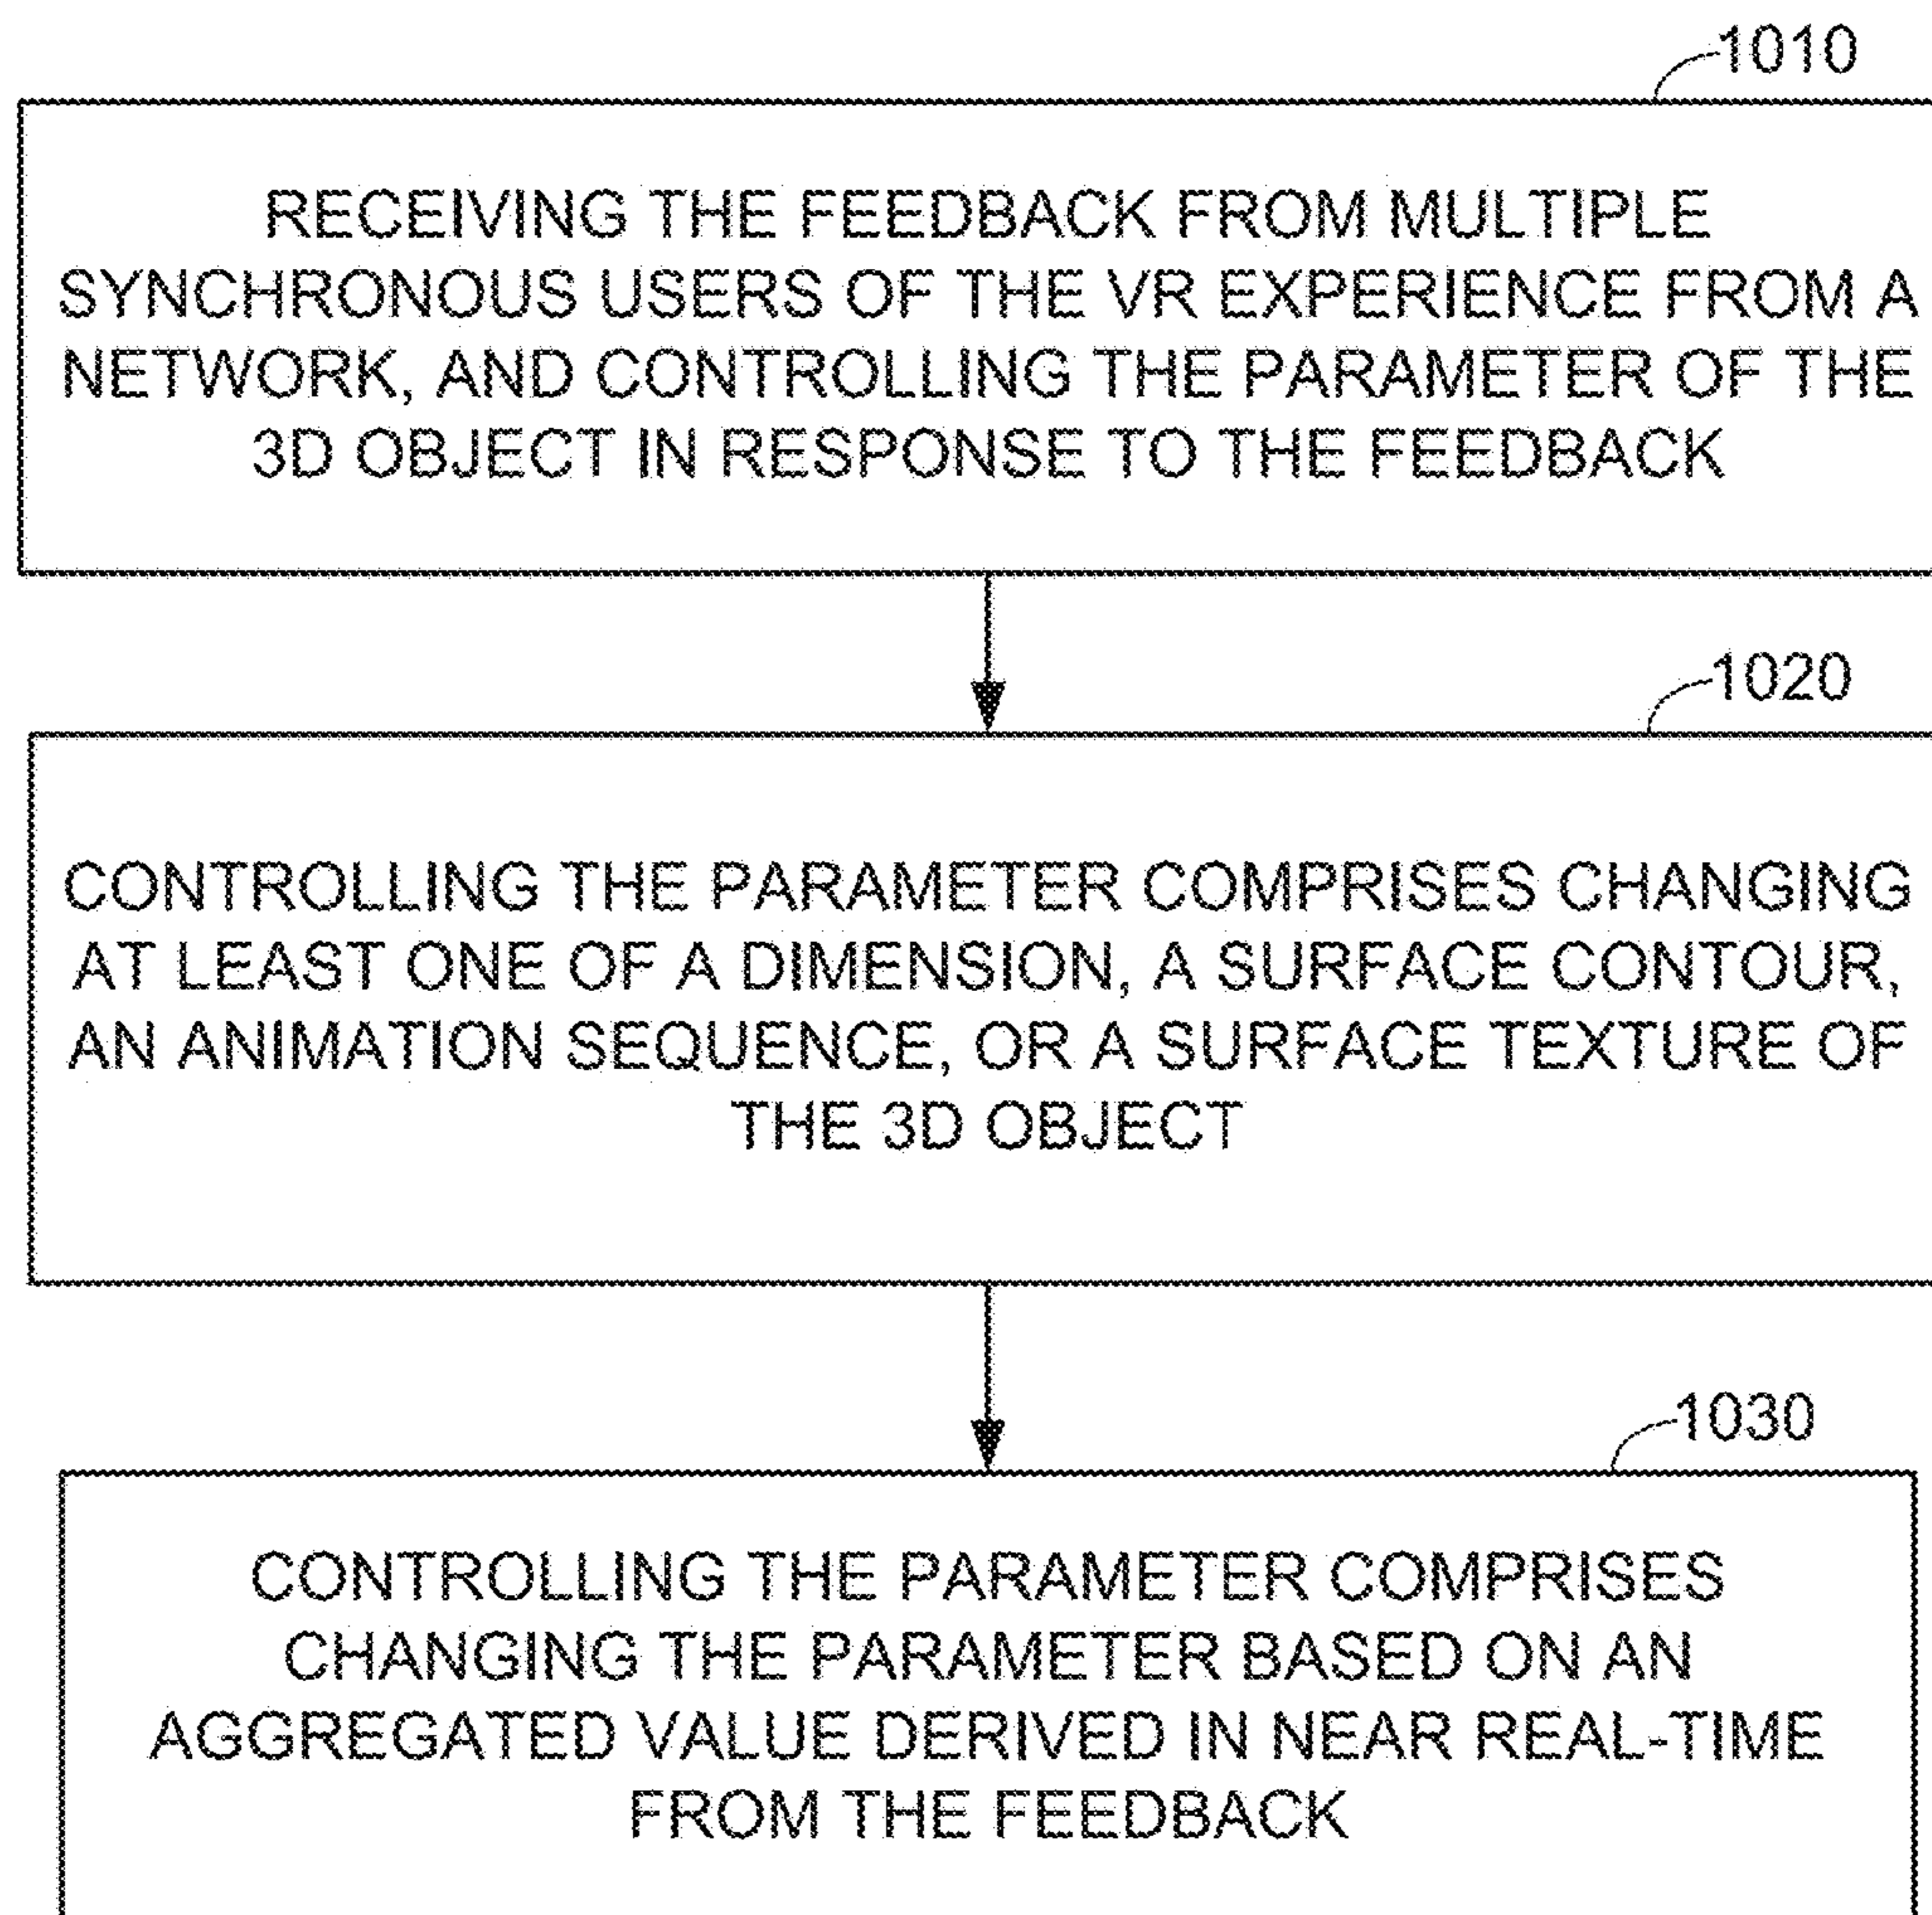 1010
RECEIVING THE FEEDBACK FROM MULTIPLE
SYNCHRONOUS USERS OF THE VR EXPERIENCE FROM A
NETWORK, AND CONTROLLING THE PARAMETER OF THE
3D OBJECT IN RESPONSE TO THE FEEDBACK
1020
CONTROLLING THE PARAMETER COMPRISES CHANGING
AT LEAST ONE OF A DIMENSION, A SURFACE CONTOUR,
AN ANIMATION SEQUENCE, OR A SURFACE TEXTURE OF
THE 3D OBJECT
1030
CONTROLLING THE PARAMETER COMPRISES
CHANGING THE PARAMETER BASED ON AN
AGGREGATED VALUE DERIVED IN NEAR REAL-TIME
FROM THE FEEDBACK